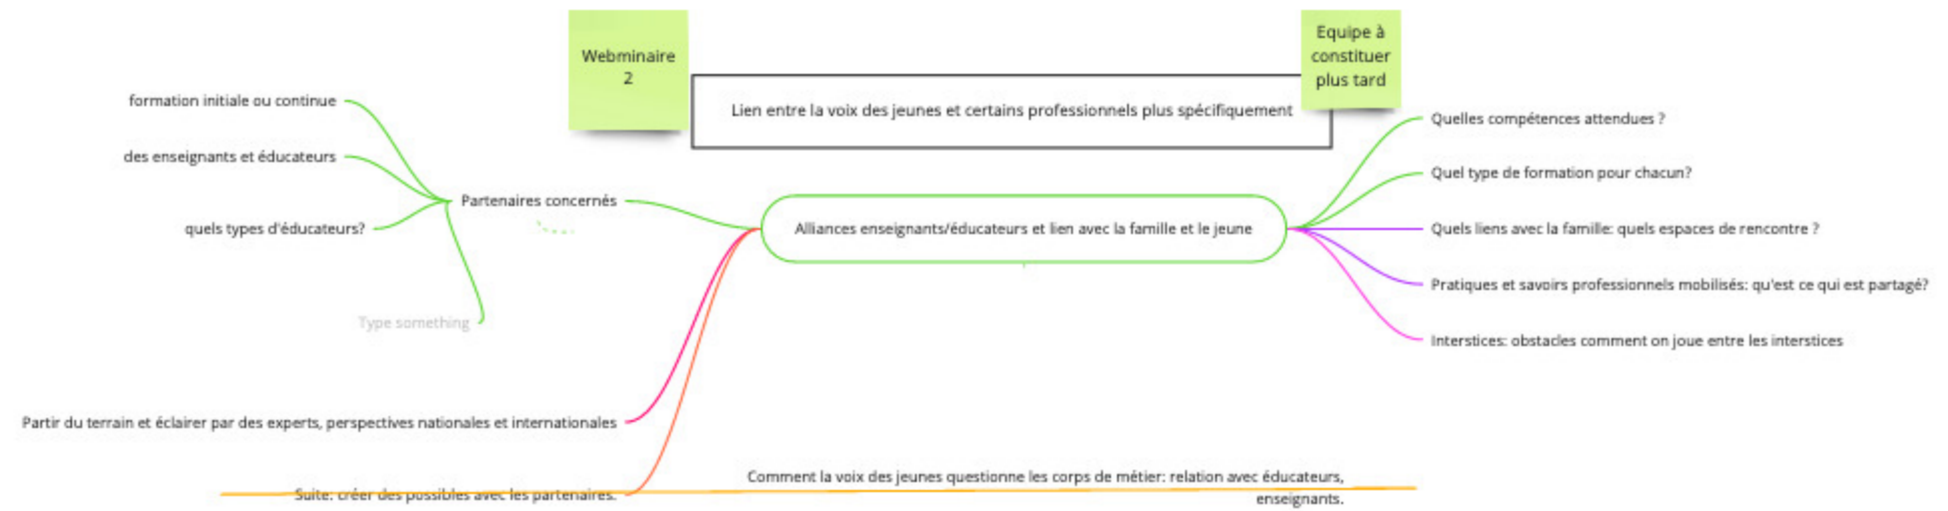 Webminaire
2
Equipe à
constituer
plus tard
Lien entre la voix des jeunes et certains professionnels plus spécifiquement
formation initiale ou continue
des enseignants et éducateurs
quels types d'éducateurs?
Type something
Partenaires concernés
Alliances enseignants/éducateurs et lien avec la famille et le jeune
Quelles compétences attendues ?
Quel type de formation pour chacun?
Quels liens avec la famille: quels espaces de rencontre ?
Pratiques et savoirs professionnels mobilisés: qu'est ce qui est partagé?
Interstices: obstacles comment on joue entre les interstices
Partir du terrain et éclairer par des experts, perspectives nationales et internationales
Suite: créer des possibles avec les partenaires.
Comment la voix des jeunes questionne les corps de métier: relation avec éducateurs,
enseignants.